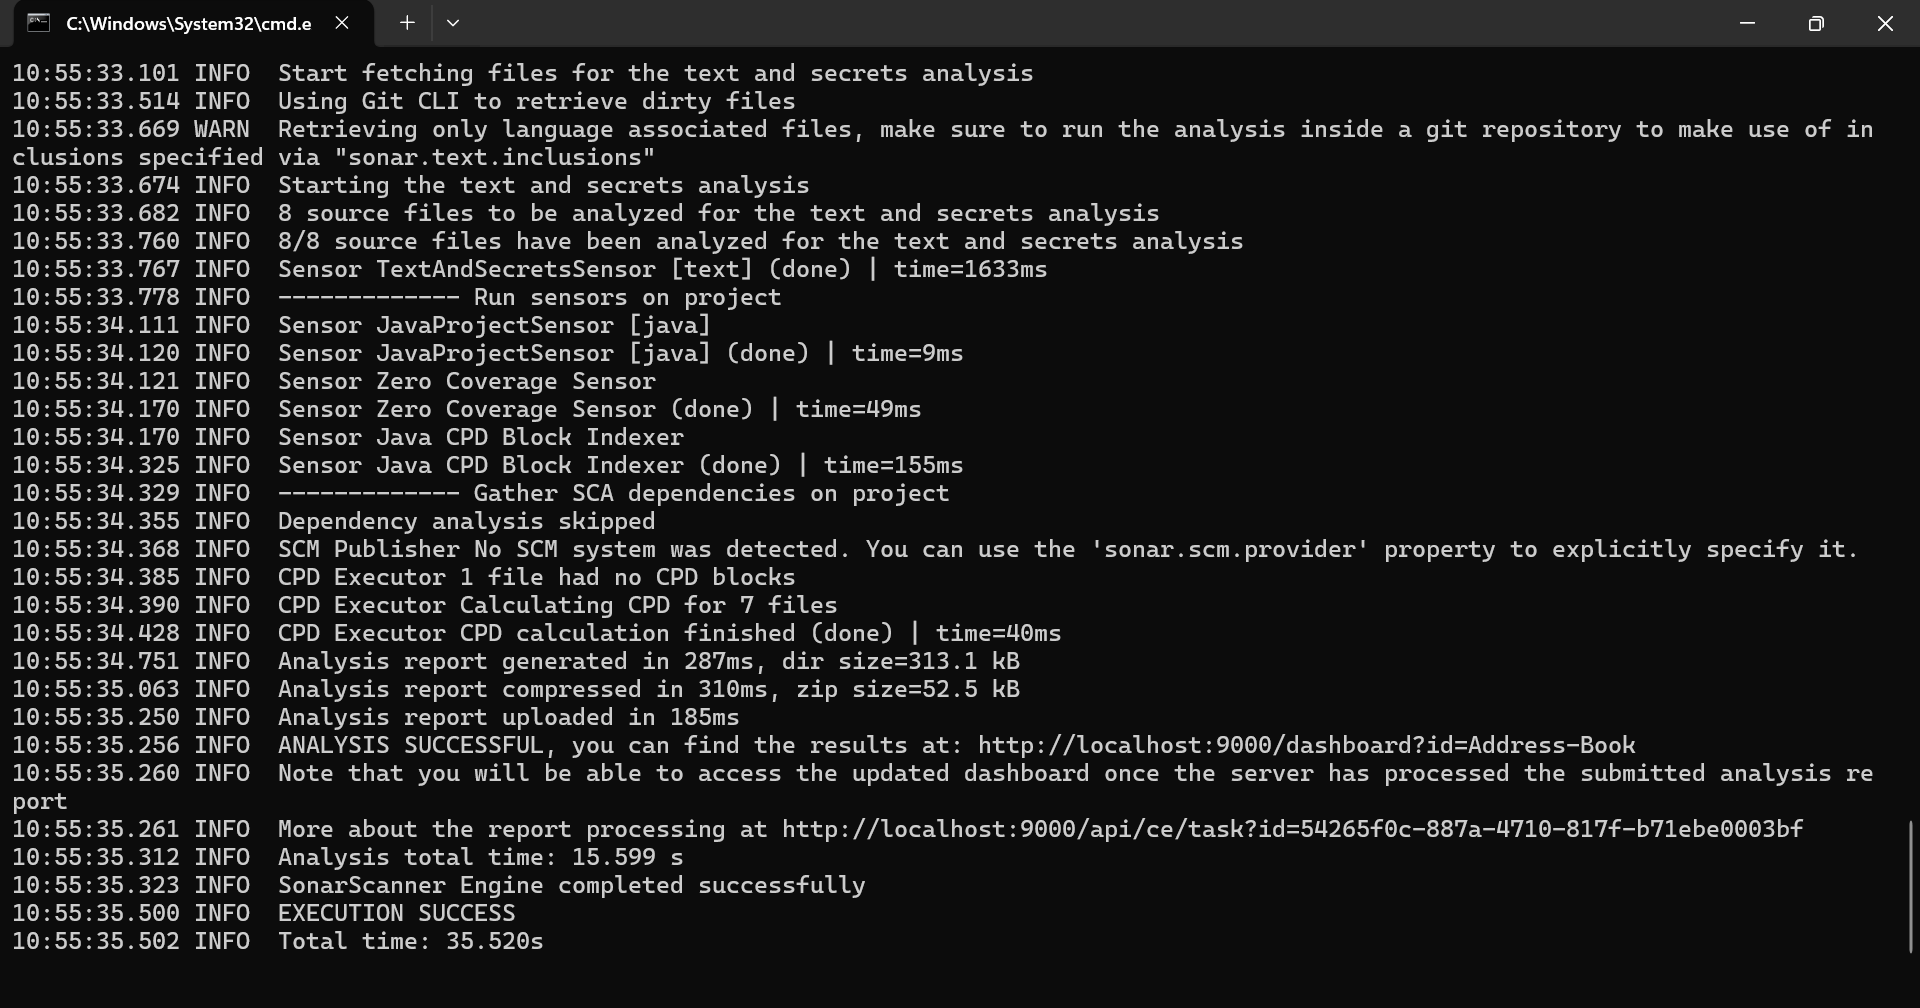 C:\Windows\System32\cmd.e
10:55:33.101 INFO  Start fetching files for the text and secrets analysis
10:55:33.514 INFO  Using Git CLI to retrieve dirty files
10:55:33.669 WARN  Retrieving only language associated files, make sure to run the analysis inside a git repository to make use of in
clusions specified via "sonar.text.inclusions"
10:55:33.674 INFO  Starting the text and secrets analysis
10:55:33.682 INFO  8 source files to be analyzed for the text and secrets analysis
10:55:33.760 INFO  8/8 source files have been analyzed for the text and secrets analysis
10:55:33.767 INFO  Sensor TextAndSecretsSensor [text] (done) | time=1633ms
10:55:33.778 INFO  ------------- Run sensors on project
10:55:34.111 INFO  Sensor JavaProjectSensor [java]
10:55:34.120 INFO  Sensor JavaProjectSensor [java] (done) | time=9ms
10:55:34.121 INFO  Sensor Zero Coverage Sensor
10:55:34.170 INFO  Sensor Zero Coverage Sensor (done) | time=49ms
10:55:34.170 INFO  Sensor Java CPD Block Indexer
10:55:34.325 INFO  Sensor Java CPD Block Indexer (done) | time=155ms
10:55:34.329 INFO  ------------- Gather SCA dependencies on project
10:55:34.355 INFO  Dependency analysis skipped
10:55:34.368 INFO  SCM Publisher No SCM system was detected. You can use the 'sonar.scm.provider' property to explicitly specify it.
10:55:34.385 INFO  CPD Executor 1 file had no CPD blocks
10:55:34.390 INFO  CPD Executor Calculating CPD for 7 files
10:55:34.428 INFO  CPD Executor CPD calculation finished (done) | time=40ms
10:55:34.751 INFO  Analysis report generated in 287ms, dir size=313.1 kB
10:55:35.063 INFO  Analysis report compressed in 310ms, zip size=52.5 kB
10:55:35.250 INFO  Analysis report uploaded in 185ms
10:55:35.256 INFO  ANALYSIS SUCCESSFUL, you can find the results at: http://localhost:9000/dashboard?id=Address-Book
10:55:35.260 INFO  Note that you will be able to access the updated dashboard once the server has processed the submitted analysis re
port
10:55:35.261 INFO  More about the report processing at http://localhost:9000/api/ce/task?id=54265f0c-887a-4710-817f-b71ebe0003bf
10:55:35.312 INFO  Analysis total time: 15.599 s
10:55:35.323 INFO  SonarScanner Engine completed successfully
10:55:35.500 INFO  EXECUTION SUCCESS
10:55:35.502 INFO  Total time: 35.520s